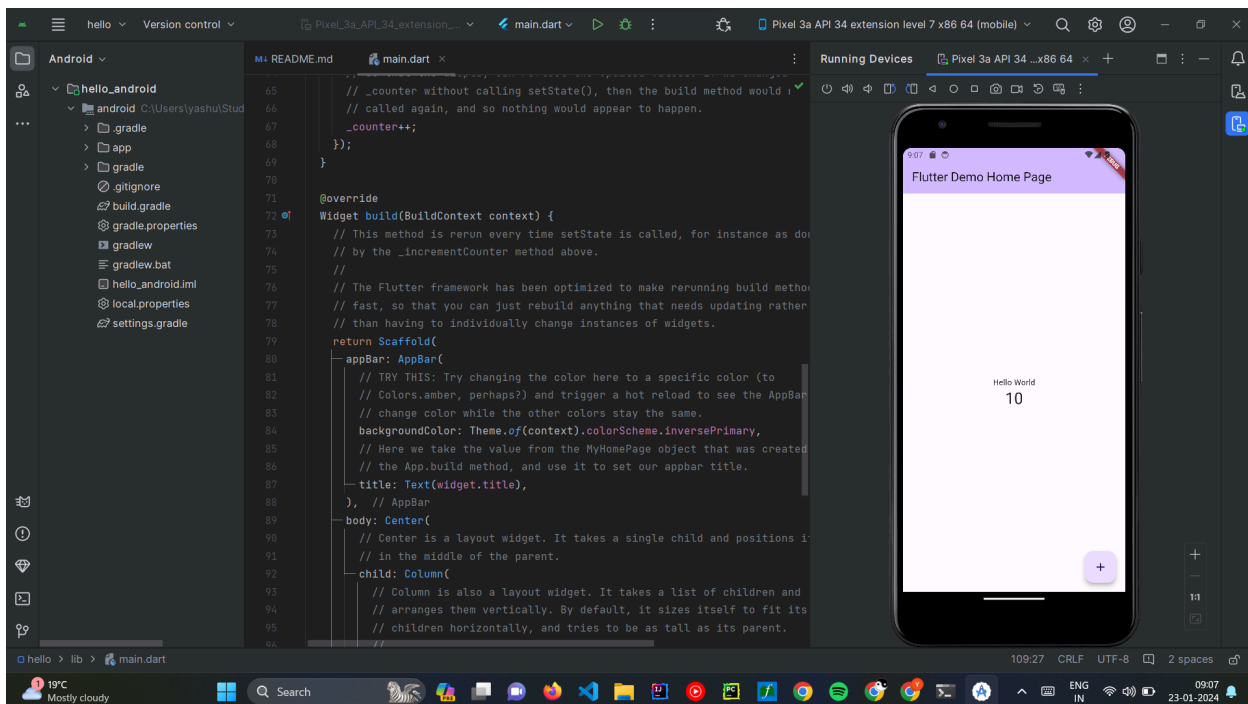 hello
Version control
Pixel_3a_API_34_extension_...
main.dart
Pixel 3a API 34 extension level 7 x86 64 (mobile)
Android
README.md
main.dart
Running Devices
Pixel 3a API 34 ...x86 64
hello_android
android C:\Users\yashu\Stud
.gradle
app
gradle
.gitignore
build.gradle
gradle.properties
gradlew
gradlew.bat
hello_android.iml
local.properties
settings.gradle
65 // _counter without calling setState(), then the build method would
66 // called again, and so nothing would appear to happen.
67 _counter++;
68 });
69 }
70
71 @override
72 Widget build(BuildContext context) {
73 // This method is rerun every time setState is called, for instance as do
74 // by the _incrementCounter method above.
75 //
76 // The Flutter framework has been optimized to make rerunning build metho
77 // fast, so that you can just rebuild anything that needs updating rather
78 // than having to individually change instances of widgets.
79 return Scaffold(
80 appBar: AppBar(
81 // TRY THIS: Try changing the color here to a specific color (to
82 // Colors.amber, perhaps?) and trigger a hot reload to see the AppBar
83 // change color while the other colors stay the same.
84 backgroundColor: Theme.of(context).colorScheme.inversePrimary,
85 // Here we take the value from the MyHomePage object that was created
86 // the App.build method, and use it to set our appbar title.
87 title: Text(widget.title),
88 ), // AppBar
89 body: Center(
90 // Center is a layout widget. It takes a single child and positions i
91 // in the middle of the parent.
92 child: Column(
93 // Column is also a layout widget. It takes a list of children and
94 // arranges them vertically. By default, it sizes itself to fit its
95 // children horizontally, and tries to be as tall as its parent.
96 //
9:07
DEBUG
Flutter Demo Home Page
Hello World
10
+
1:1
hello > lib > main.dart
109:27 CRLF UTF-8 2 spaces
1
19°C
Mostly cloudy
Search
ENG
IN
09:07
23-01-2024